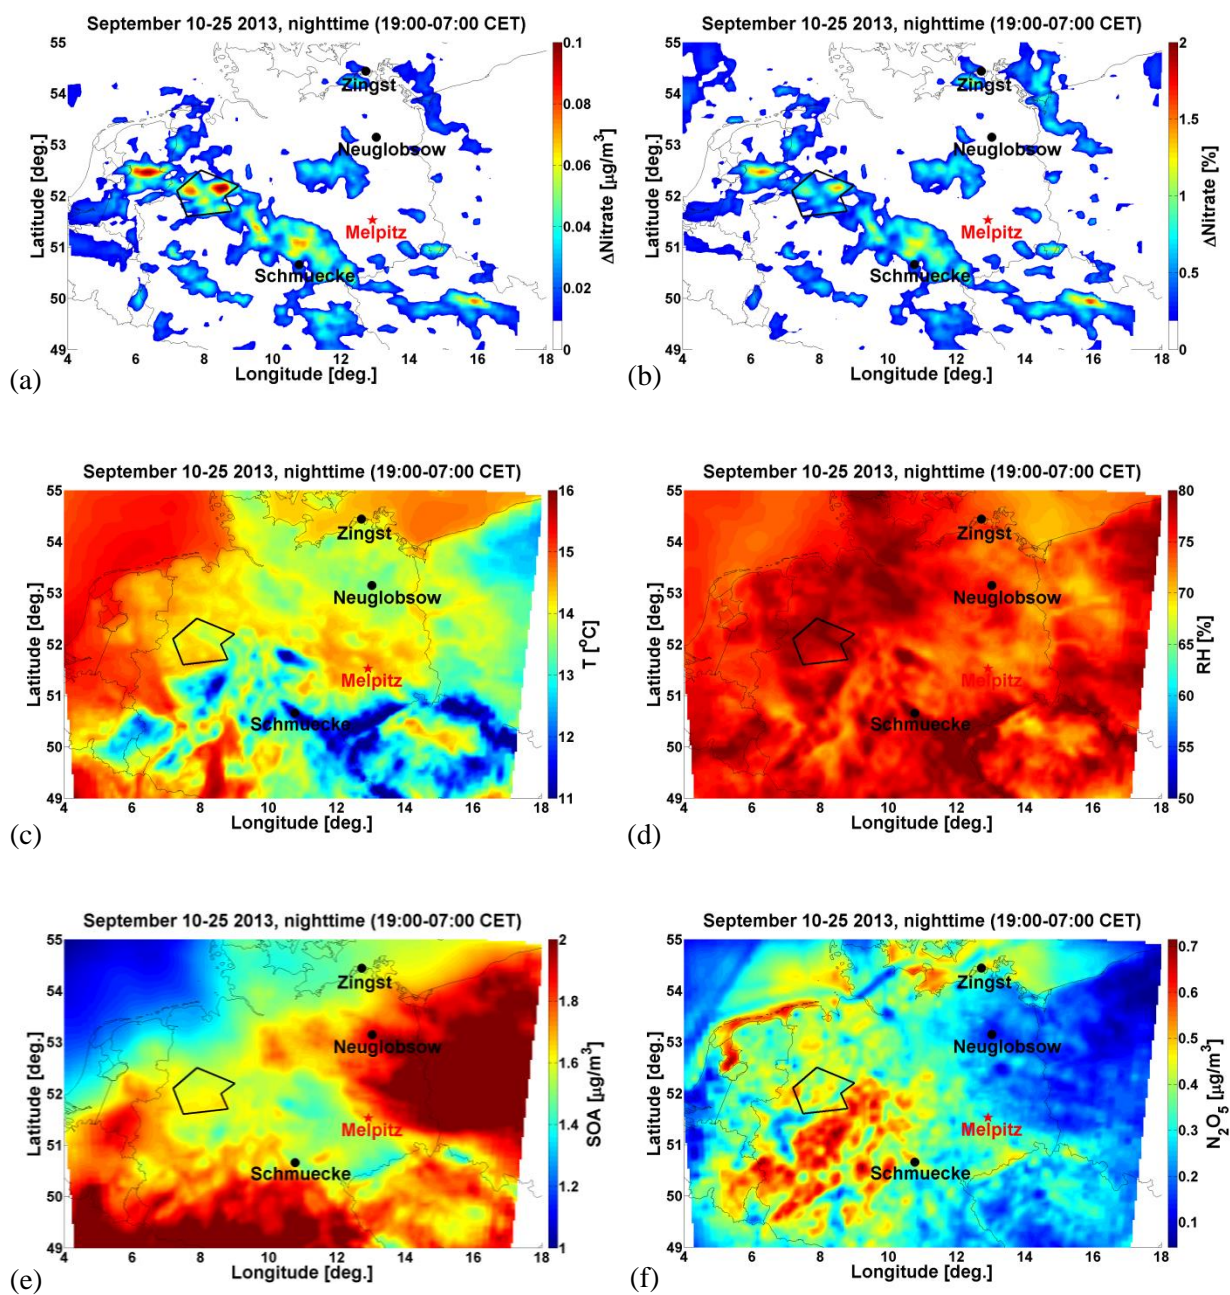 September 10-25 2013, nighttime (19:00-07:00 CET)
55
54
53
52
51
50
49
Latitude [deg.]
4 6 8 10 12 14 16 18
Longitude [deg.]
Zingst
Neuglobsow
Melpitz
Schmuecke
0.1
0.08
0.06
0.04
0.02
0
ΔNitrate [μg/m³]
(a)
September 10-25 2013, nighttime (19:00-07:00 CET)
55
54
53
52
51
50
49
Latitude [deg.]
4 6 8 10 12 14 16 18
Longitude [deg.]
Zingst
Neuglobsow
Melpitz
Schmuecke
2
1.5
1
0.5
0
ΔNitrate [%]
(b)
September 10-25 2013, nighttime (19:00-07:00 CET)
55
54
53
52
51
50
49
Latitude [deg.]
4 6 8 10 12 14 16 18
Longitude [deg.]
Zingst
Neuglobsow
Melpitz
Schmuecke
16
15
14
13
12
11
T [°C]
(c)
September 10-25 2013, nighttime (19:00-07:00 CET)
55
54
53
52
51
50
49
Latitude [deg.]
4 6 8 10 12 14 16 18
Longitude [deg.]
Zingst
Neuglobsow
Melpitz
Schmuecke
80
75
70
65
60
55
50
RH [%]
(d)
September 10-25 2013, nighttime (19:00-07:00 CET)
55
54
53
52
51
50
49
Latitude [deg.]
4 6 8 10 12 14 16 18
Longitude [deg.]
Zingst
Neuglobsow
Melpitz
Schmuecke
2
1.8
1.6
1.4
1.2
1
SOA [μg/m³]
(e)
September 10-25 2013, nighttime (19:00-07:00 CET)
55
54
53
52
51
50
49
Latitude [deg.]
4 6 8 10 12 14 16 18
Longitude [deg.]
Zingst
Neuglobsow
Melpitz
Schmuecke
0.7
0.6
0.5
0.4
0.3
0.2
0.1
N₂O₅ [μg/m³]
(f)